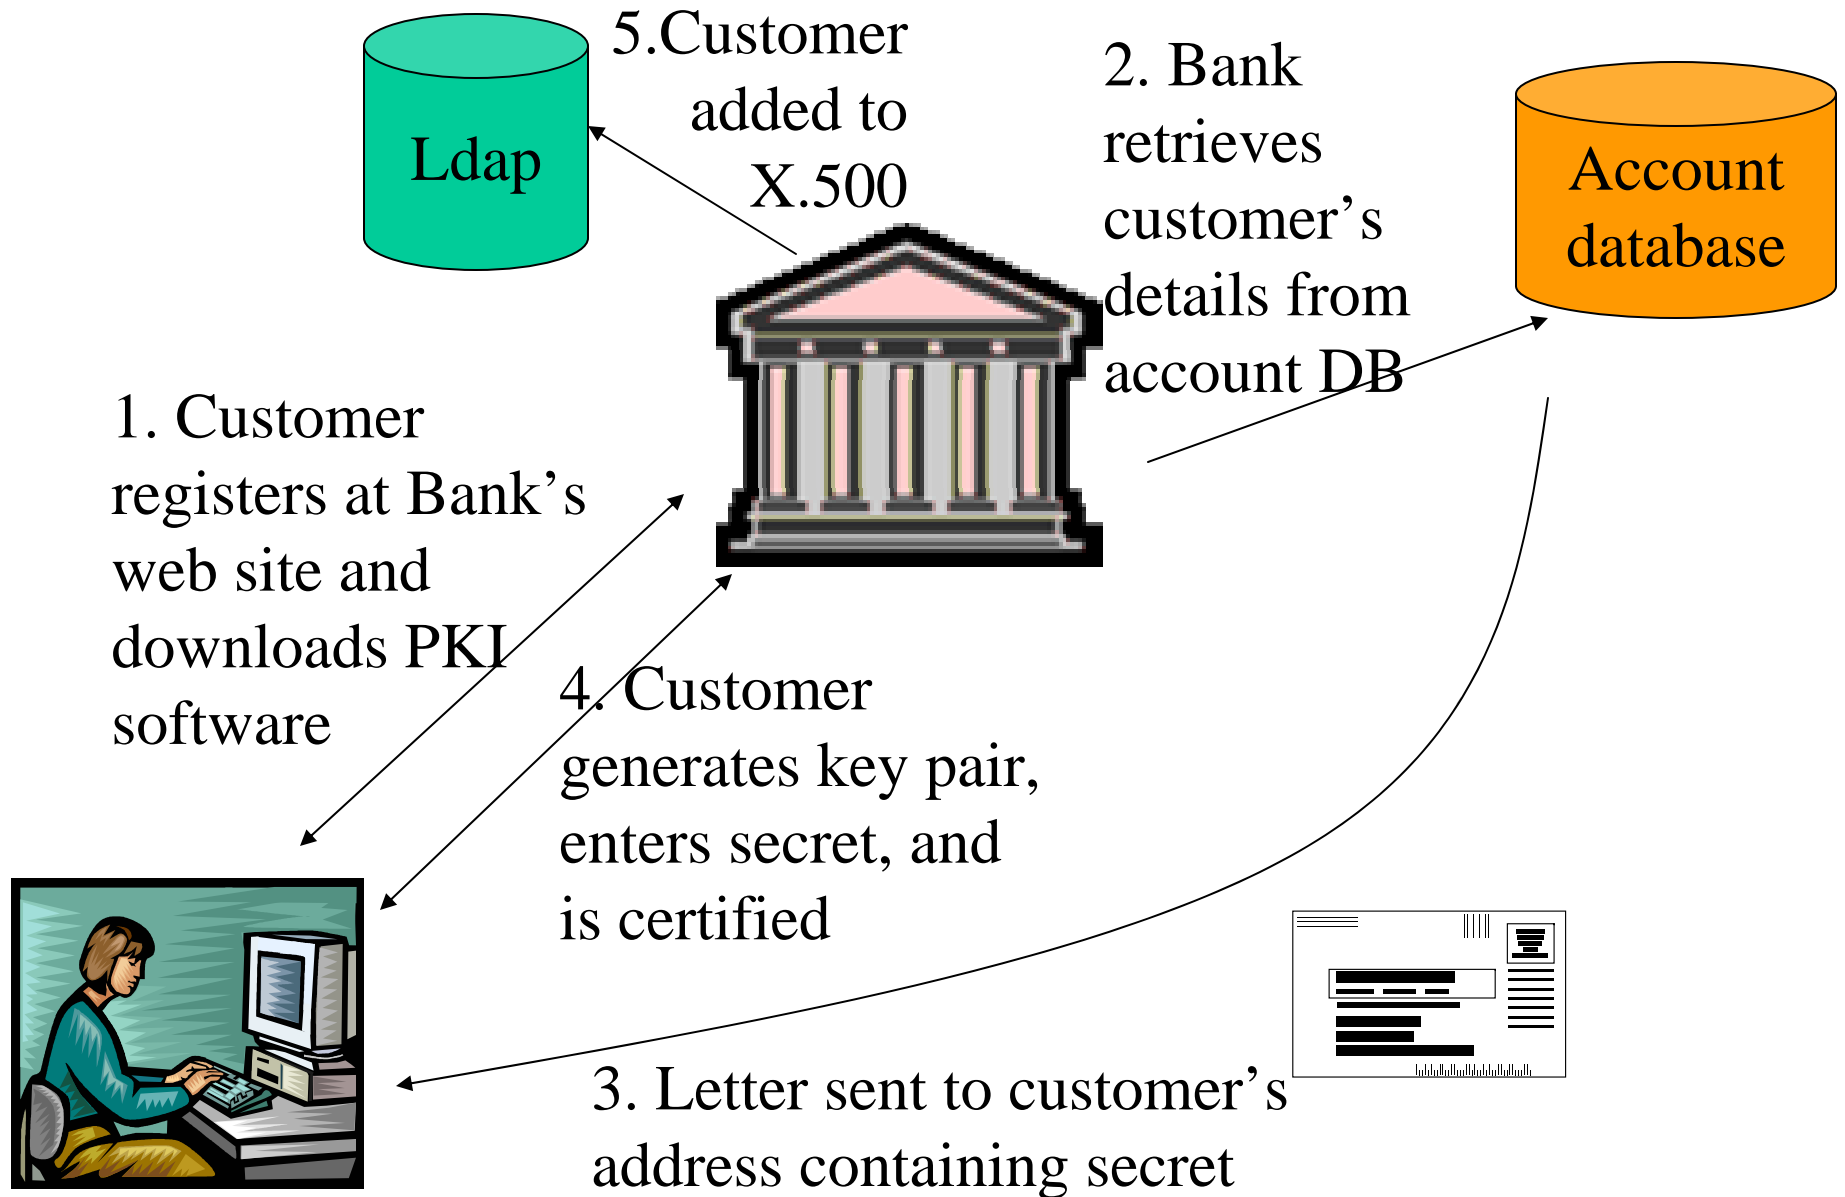 Ldap
5.Customer
added to
X.500
2. Bank
retrieves
customer’s
details from
account DB
Account
database
1. Customer
registers at Bank’s
web site and
downloads PKI
software
4. Customer
generates key pair,
enters secret, and
is certified
3. Letter sent to customer’s
address containing secret